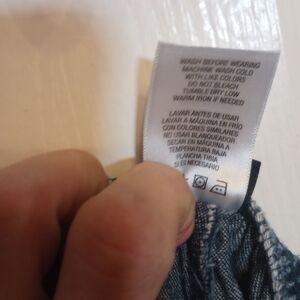 WASH BEFORE WEARING
MACHINE WASH COLD
WITH LIKE COLORS
DO NOT BLEACH
TUMBLE DRY LOW
WARM IRON IF NEEDED
LAVAR ANTES DE USAR
LAVAR A MÁQUINA EN FRÍO
CON COLORES SIMILARES
NO USAR BLANQUEADOR
SECAR EN MÁQUINA A
TEMPERATURA BAJA
PLANCHA TIBIA
SI ES NECESARIO